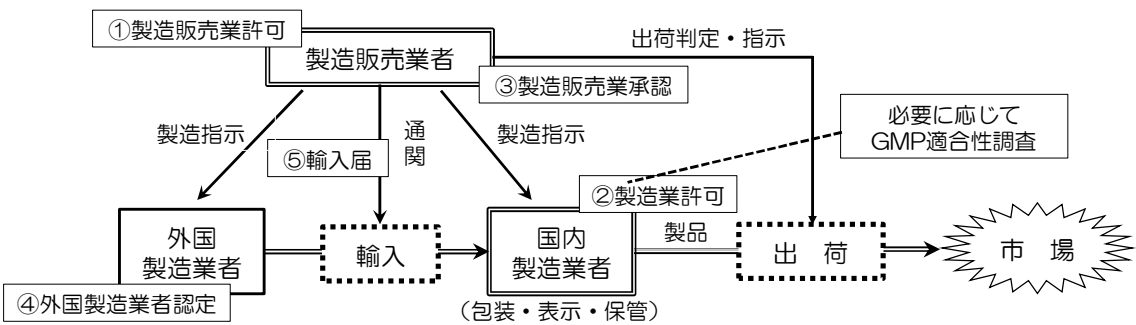 ①製造販売業許可
製造販売業者
出荷判定・指示
③製造販売業承認
製造指示
通関
製造指示
必要に応じて
GMP適合性調査
⑤輸入届
②製造業許可
外国
製造業者
輸入
国内
製造業者
製品
出 荷
市 場
④外国製造業者認定
(包装・表示・保管)